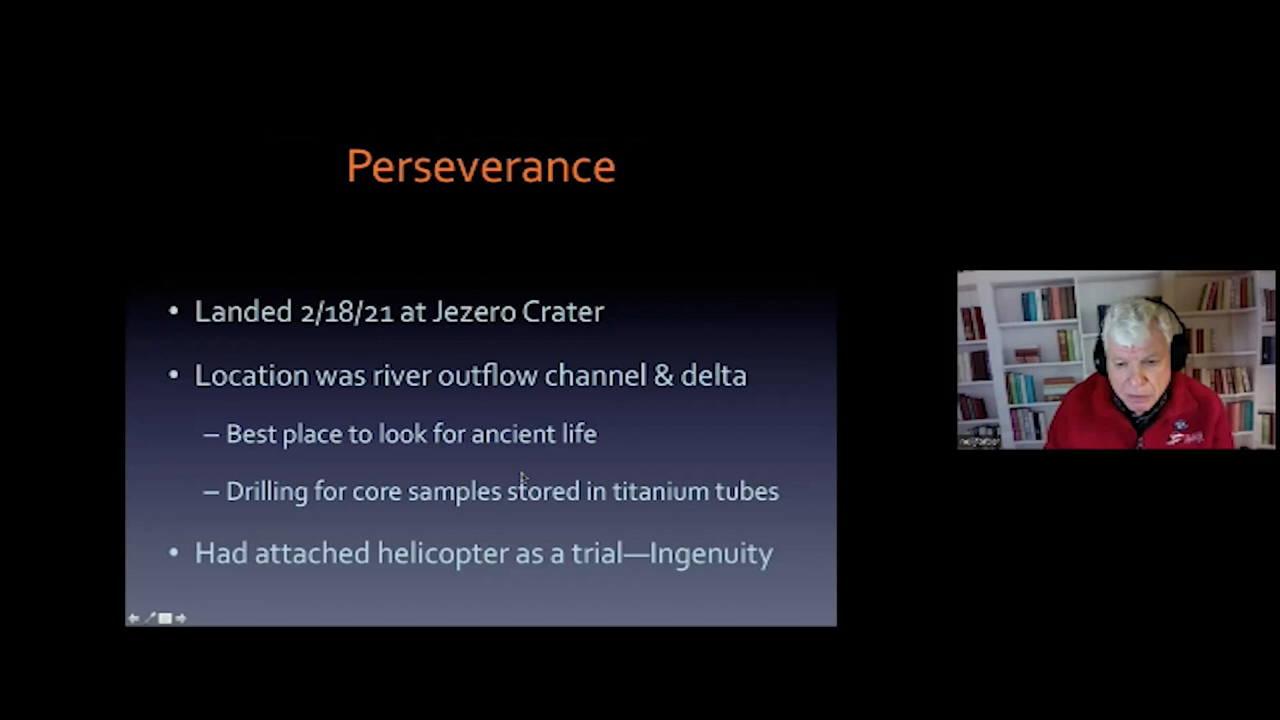 Perseverance
• Landed 2/18/21 at Jezero Crater
• Location was river outflow channel & delta
– Best place to look for ancient life
– Drilling for core samples stored in titanium tubes
• Had attached helicopter as a trial—Ingenuity